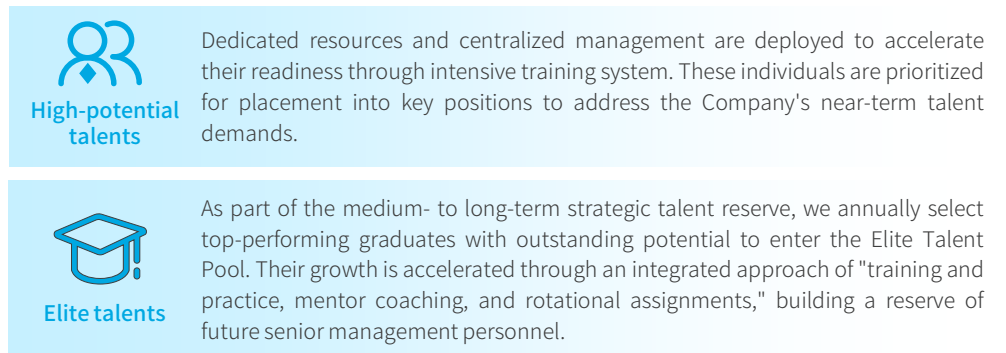 High-potential
talents
Dedicated resources and centralized management are deployed to accelerate
their readiness through intensive training system. These individuals are prioritized
for placement into key positions to address the Company's near-term talent
demands.
Elite talents
As part of the medium- to long-term strategic talent reserve, we annually select
top-performing graduates with outstanding potential to enter the Elite Talent
Pool. Their growth is accelerated through an integrated approach of "training and
practice, mentor coaching, and rotational assignments," building a reserve of
future senior management personnel.